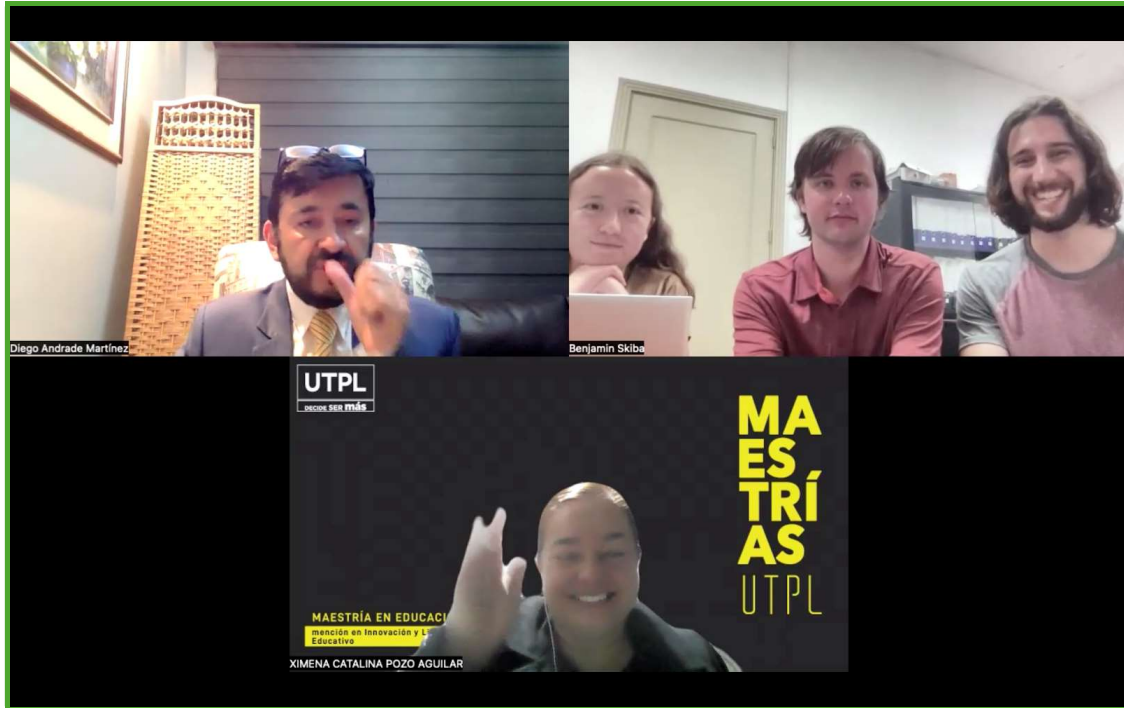 Diego Andrade Martínez
Benjamin Skiba
UTPL
DECIDE SER más
MA
ES
TRÍ
AS
UTPL
MAESTRÍA EN EDUCACI
mención en Innovación y Li
Educativo
XIMENA CATALINA POZO AGUILAR